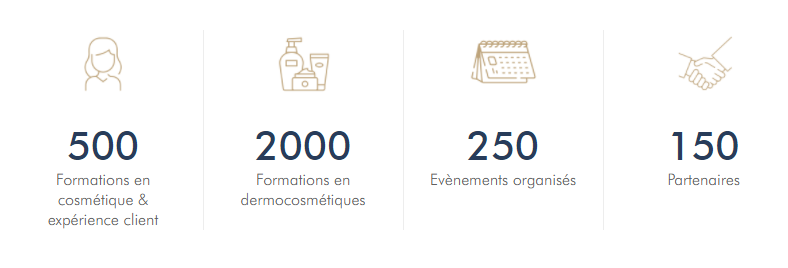 500
Formations en
cosmétique &
expérience client
2000
Formations en
dermocosmétiques
250
Evènements organisés
150
Partenaires